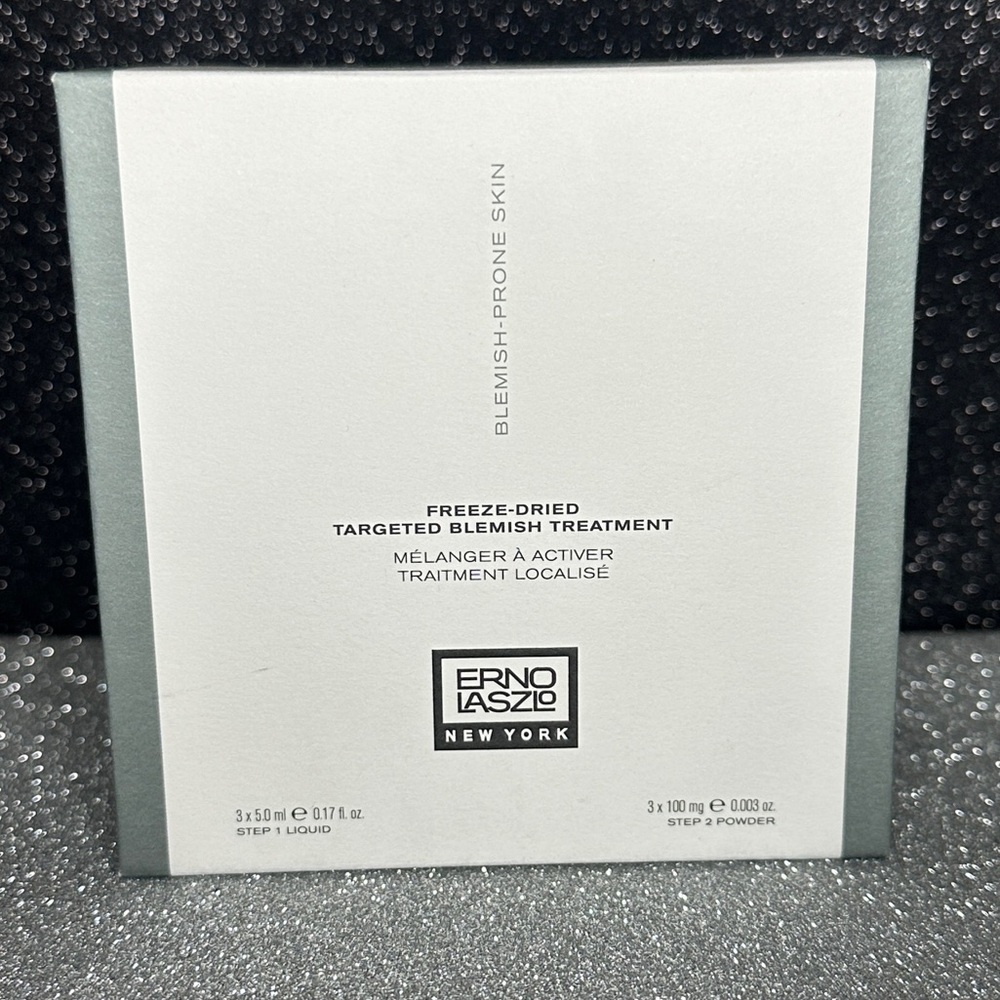 BLEMISH-PRONE SKIN
FREEZE-DRIED
TARGETED BLEMISH TREATMENT
MÉLANGER À ACTIVER
TRAITMENT LOCALISÉ
ERNO
LASZLO
NEW YORK
3 x 5.0 ml ℮ 0.17 fl. oz.
STEP 1 LIQUID
3 x 100 mg ℮ 0.003 oz.
STEP 2 POWDER